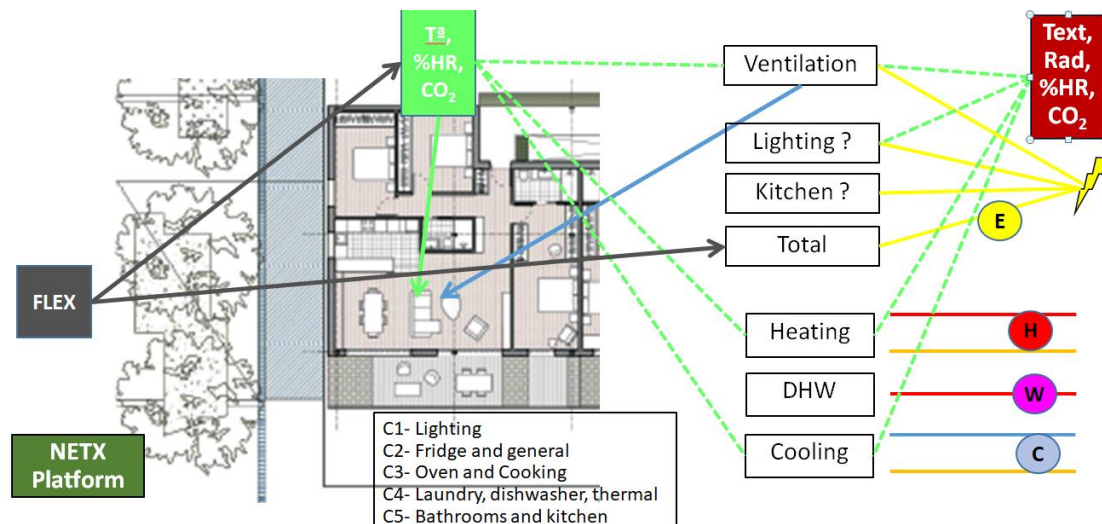 Tª,
%HR,
CO₂
Ventilation
Text,
Rad,
%HR,
CO₂
Lighting ?
Kitchen ?
E
Total
FLEX
Heating
H
DHW
W
Cooling
C
NETX
Platform
C1- Lighting
C2- Fridge and general
C3- Oven and Cooking
C4- Laundry, dishwasher, thermal
C5- Bathrooms and kitchen